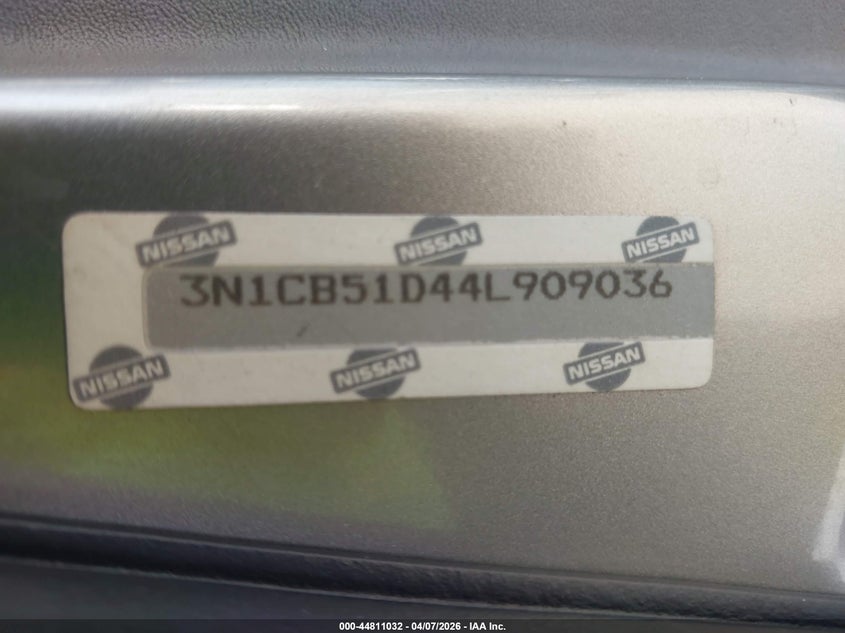 NISSAN NISSAN NISSAN
3N1CB51D44L909036
NISSAN NISSAN NISSAN
000-44811032 - 04/07/2026 - IAA Inc.